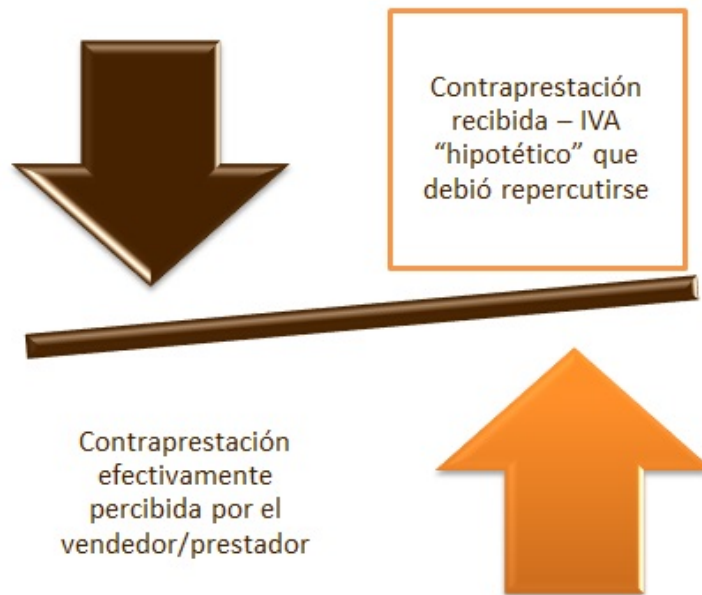 Contraprestación
recibida – IVA
“hipotético” que
debió repercutirse
Contraprestación
efectivamente
percibida por el
vendedor/prestador